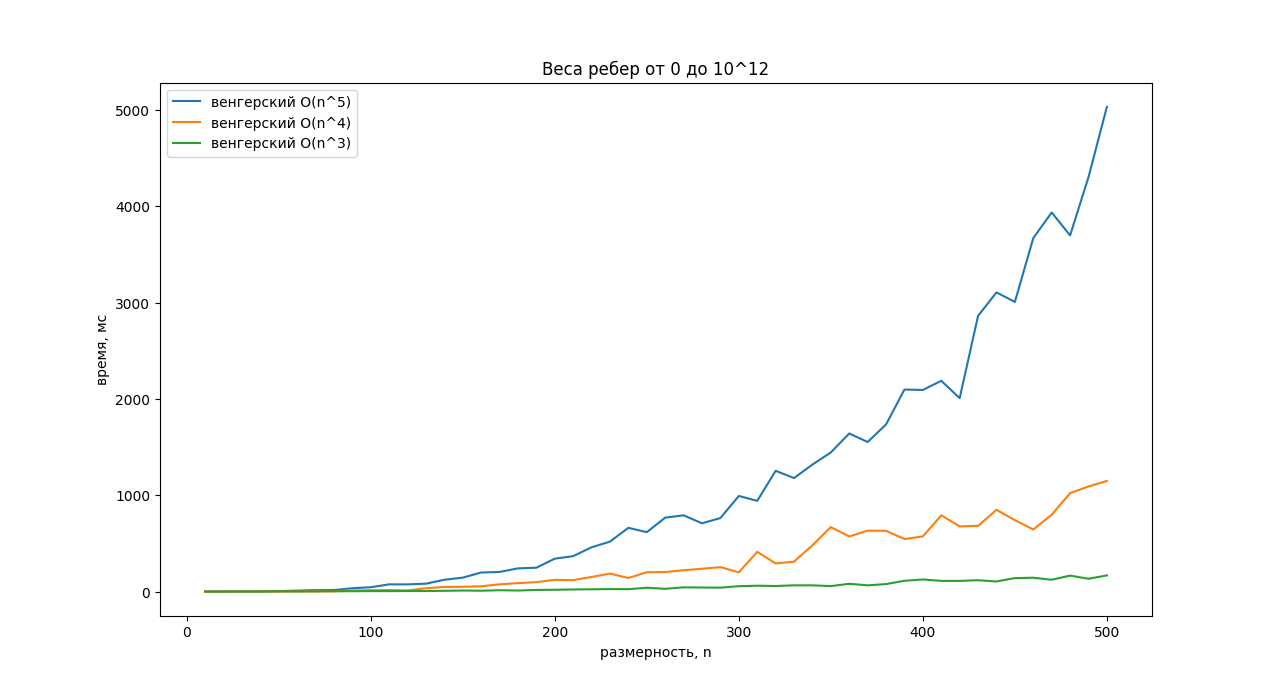 Веса ребер от 0 до 10^12
венгерский O(n^5)
венгерский O(n^4)
венгерский O(n^3)
5000
4000
3000
2000
1000
0
время, мс
0 100 200 300 400 500
размерность, n